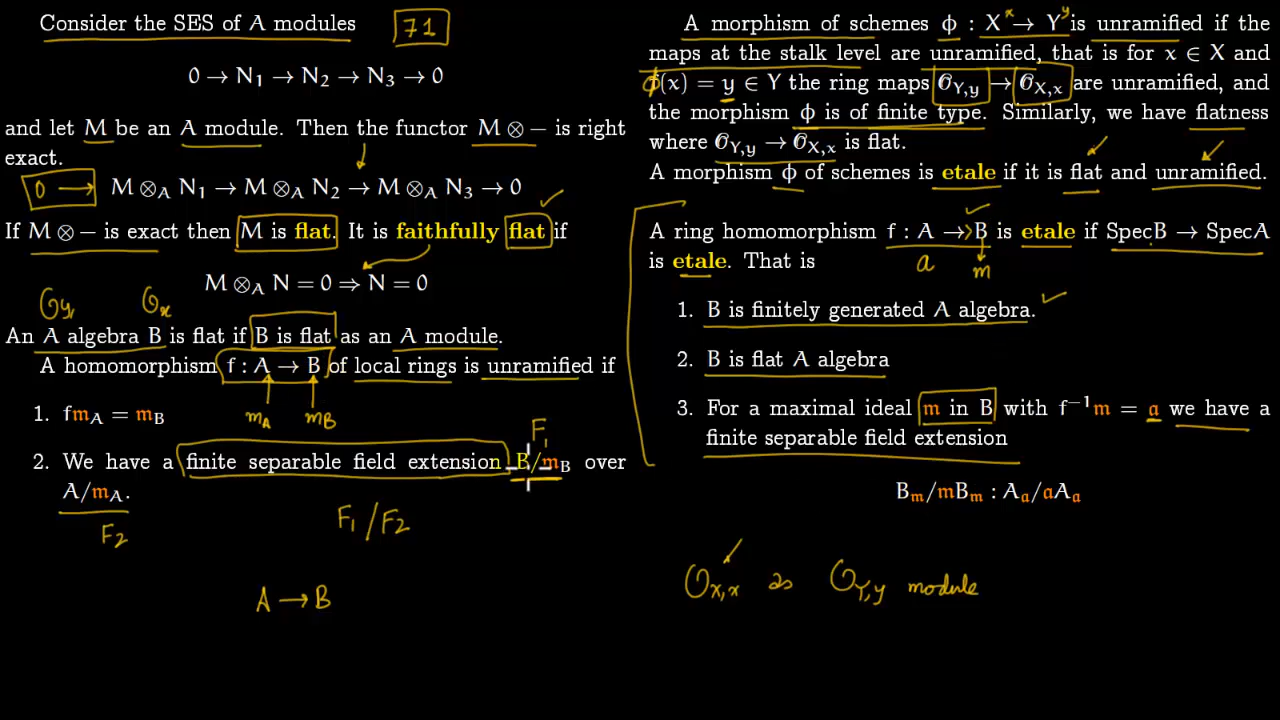 Consider the SES of A modules
71
0 → N₁ → N₂ → N₃ → 0
and let M be an A module. Then the functor M ⊗ − is right
exact.
0 → M ⊗_A N₁ → M ⊗_A N₂ → M ⊗_A N₃ → 0
If M ⊗ − is exact then M is flat. It is faithfully flat if
M ⊗_A N = 0 ⇒ N = 0
𝒪y 𝒪x
An A algebra B is flat if B is flat as an A module.
A homomorphism f : A → B of local rings is unramified if
m_A m_B
1. f𝔪_A = 𝔪_B
F₁
2. We have a finite separable field extension B/𝔪_B over
A/𝔪_A.
F₂
F₁/F₂
A → B
A morphism of schemes ϕ : X^x → Y^y is unramified if the
maps at the stalk level are unramified, that is for x ∈ X and
ϕ(x) = y ∈ Y the ring maps 𝒪_{Y,y} → 𝒪_{X,x} are unramified, and
the morphism ϕ is of finite type. Similarly, we have flatness
where 𝒪_{Y,y} → 𝒪_{X,x} is flat.
A morphism ϕ of schemes is etale if it is flat and unramified.
A ring homomorphism f : A → B is etale if SpecB → SpecA
is etale. That is
a m
1. B is finitely generated A algebra.
2. B is flat A algebra
3. For a maximal ideal 𝔪 in B with f⁻¹𝔪 = 𝔞 we have a
finite separable field extension
B_𝔪/𝔪B_𝔪 : A_𝔞/𝔞A_𝔞
𝒪_{X,x} as 𝒪_{Y,y} module